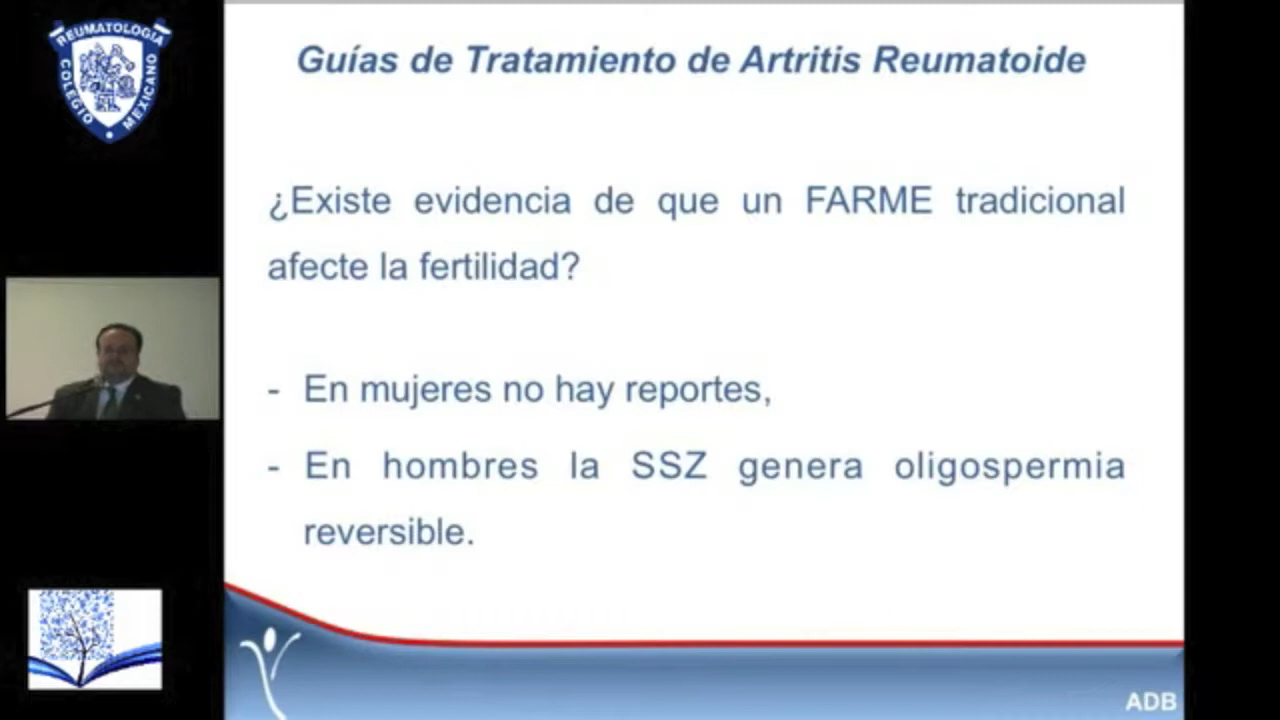 REUMATOLOGIA
COLEGIO
MEXICANO
Guías de Tratamiento de Artritis Reumatoide
¿Existe evidencia de que un FARME tradicional
afecte la fertilidad?
- En mujeres no hay reportes,
- En hombres la SSZ genera oligospermia
reversible.
ADB